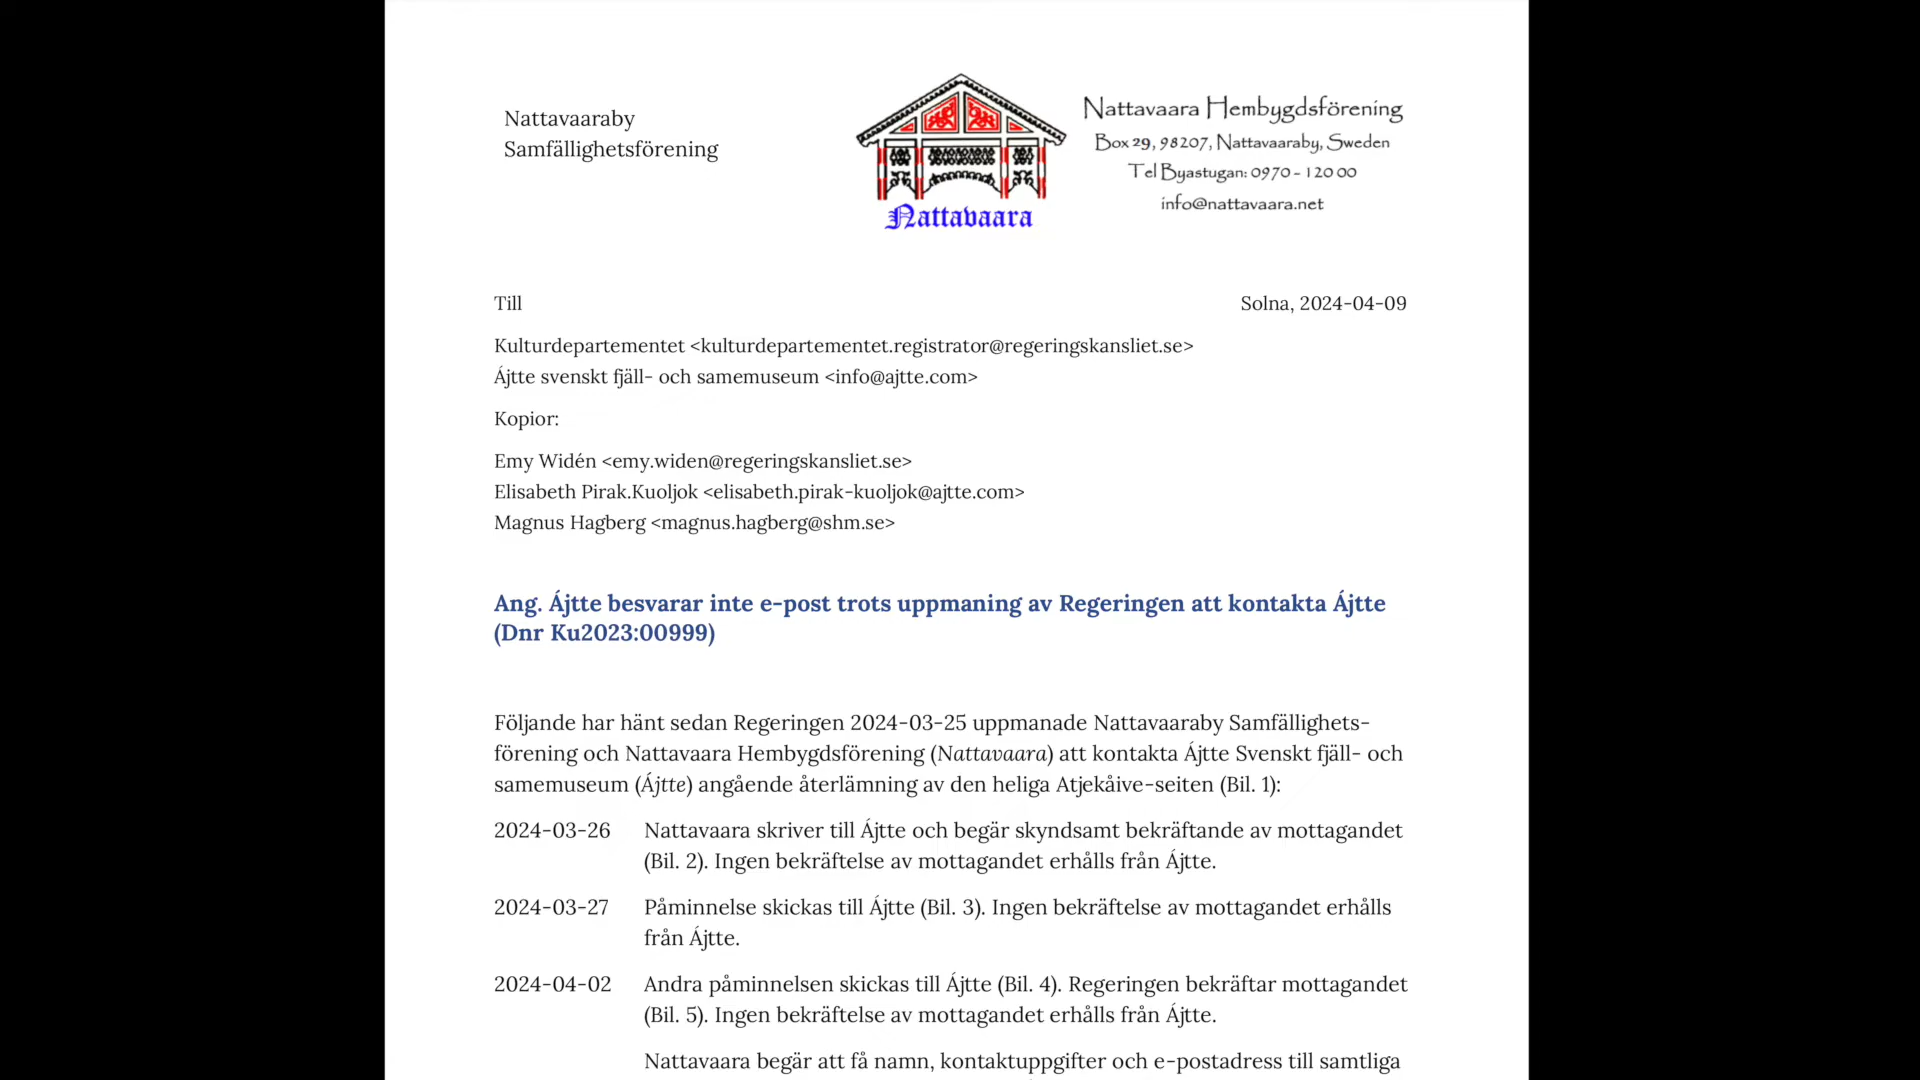 Nattavaaraby
Samfällighetsförening
Nattavaara
Nattavaara Hembygdsförening
Box 29, 98207, Nattavaaraby, Sweden
Tel Byastugan: 0970 - 120 00
info@nattavaara.net
Till
Solna, 2024-04-09
Kulturdepartementet <kulturdepartementet.registrator@regeringskansliet.se>
Ájtte svenskt fjäll- och samemuseum <info@ajtte.com>
Kopior:
Emy Widén <emy.widen@regeringskansliet.se>
Elisabeth Pirak.Kuoljok <elisabeth.pirak-kuoljok@ajtte.com>
Magnus Hagberg <magnus.hagberg@shm.se>
Ang. Ájtte besvarar inte e-post trots uppmaning av Regeringen att kontakta Ájtte
(Dnr Ku2023:00999)
Följande har hänt sedan Regeringen 2024-03-25 uppmanade Nattavaaraby Samfällighets-
förening och Nattavaara Hembygdsförening (Nattavaara) att kontakta Ájtte Svenskt fjäll- och
samemuseum (Ájtte) angående återlämning av den heliga Atjekåive-seiten (Bil. 1):
2024-03-26 Nattavaara skriver till Ájtte och begär skyndsamt bekräftande av mottagandet
(Bil. 2). Ingen bekräftelse av mottagandet erhålls från Ájtte.
2024-03-27 Påminnelse skickas till Ájtte (Bil. 3). Ingen bekräftelse av mottagandet erhålls
från Ájtte.
2024-04-02 Andra påminnelsen skickas till Ájtte (Bil. 4). Regeringen bekräftar mottagandet
(Bil. 5). Ingen bekräftelse av mottagandet erhålls från Ájtte.
Nattavaara begär att få namn, kontaktuppgifter och e-postadress till samtliga